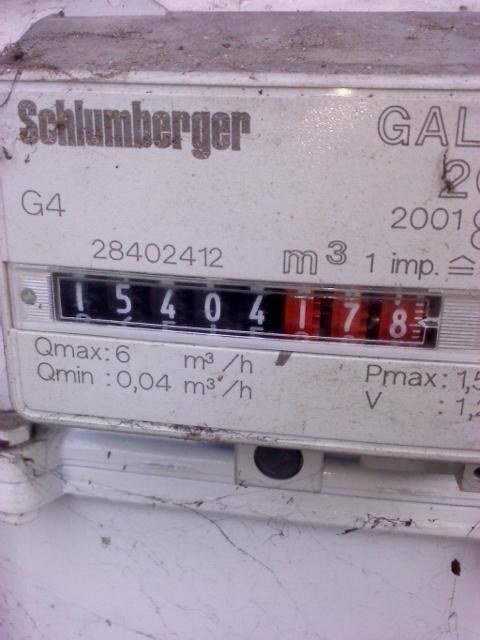 Schlumberger
GAL
20
G4
2001
28402412 m³ 1 imp. ≙
15404178
Qmax: 6 m³/h
Qmin : 0,04 m³/h
Pmax: 1,5
V : 1,2